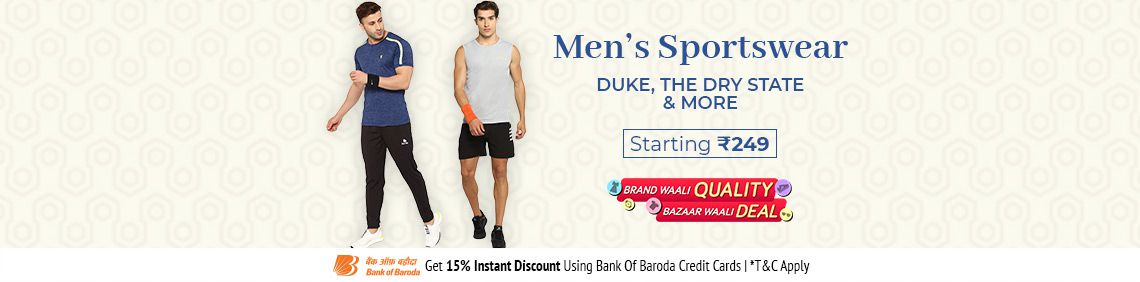 Men's Sportswear
DUKE, THE DRY STATE
& MORE
Starting ₹249
BRAND WAALI QUALITY
BAZAAR WAALI DEAL
बैंक ऑफ़ बड़ौदा
Bank of Baroda
Get 15% Instant Discount Using Bank Of Baroda Credit Cards | *T&C Apply